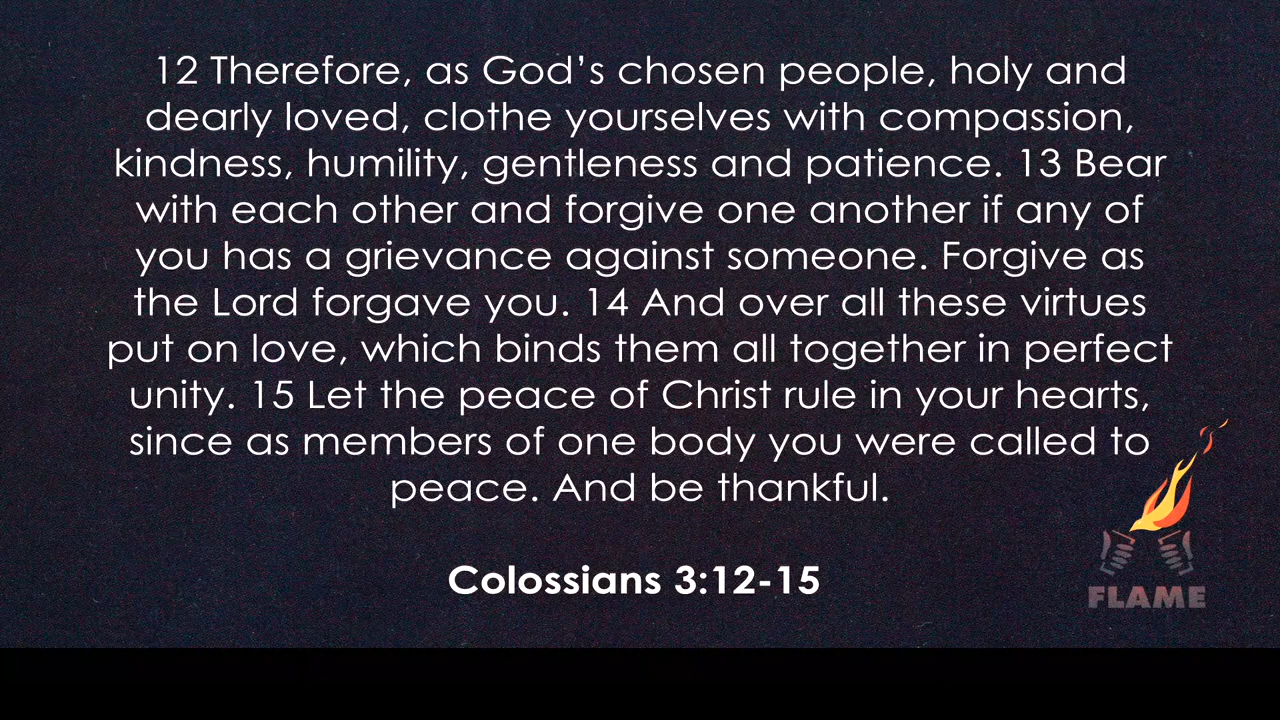 12 Therefore, as God’s chosen people, holy and
dearly loved, clothe yourselves with compassion,
kindness, humility, gentleness and patience. 13 Bear
with each other and forgive one another if any of
you has a grievance against someone. Forgive as
the Lord forgave you. 14 And over all these virtues
put on love, which binds them all together in perfect
unity. 15 Let the peace of Christ rule in your hearts,
since as members of one body you were called to
peace. And be thankful.
Colossians 3:12-15
FLAME